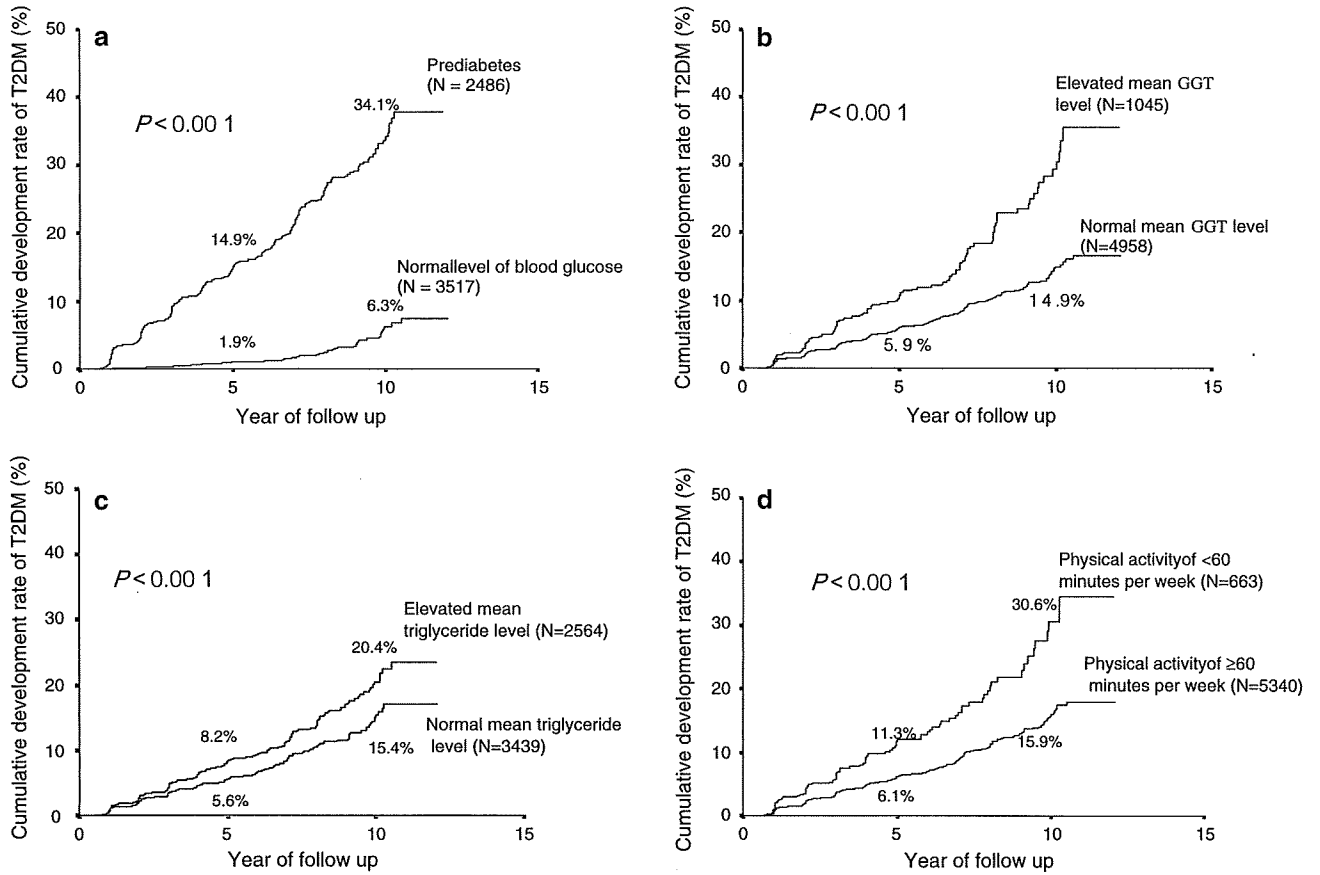 Cumulative development rate of T2DM (%)
a
50
40
30
20
10
0
P< 0.00 1
Prediabetes
(N = 2486)
34.1%
14.9%
Normallevel of blood glucose
(N = 3517)
6.3%
1.9%
0 5 10 15
Year of follow up
Cumulative development rate of T2DM (%)
b
50
40
30
20
10
0
P< 0.00 1
Elevated mean GGT
level (N=1045)
Normal mean GGT level
(N=4958)
14.9%
5.9%
0 5 10 15
Year of follow up
Cumulative development rate of T2DM (%)
c
50
40
30
20
10
0
P< 0.00 1
Elevated mean
triglyceride level (N=2564)
20.4%
8.2%
Normal mean triglyceride
level (N=3439)
15.4%
5.6%
0 5 10 15
Year of follow up
Cumulative development rate of T2DM (%)
d
50
40
30
20
10
0
P< 0.00 1
Physical activityof <60
minutes per week (N=663)
30.6%
Physical activityof ≥60
minutes per week (N=5340)
11.3%
15.9%
6.1%
0 5 10 15
Year of follow up